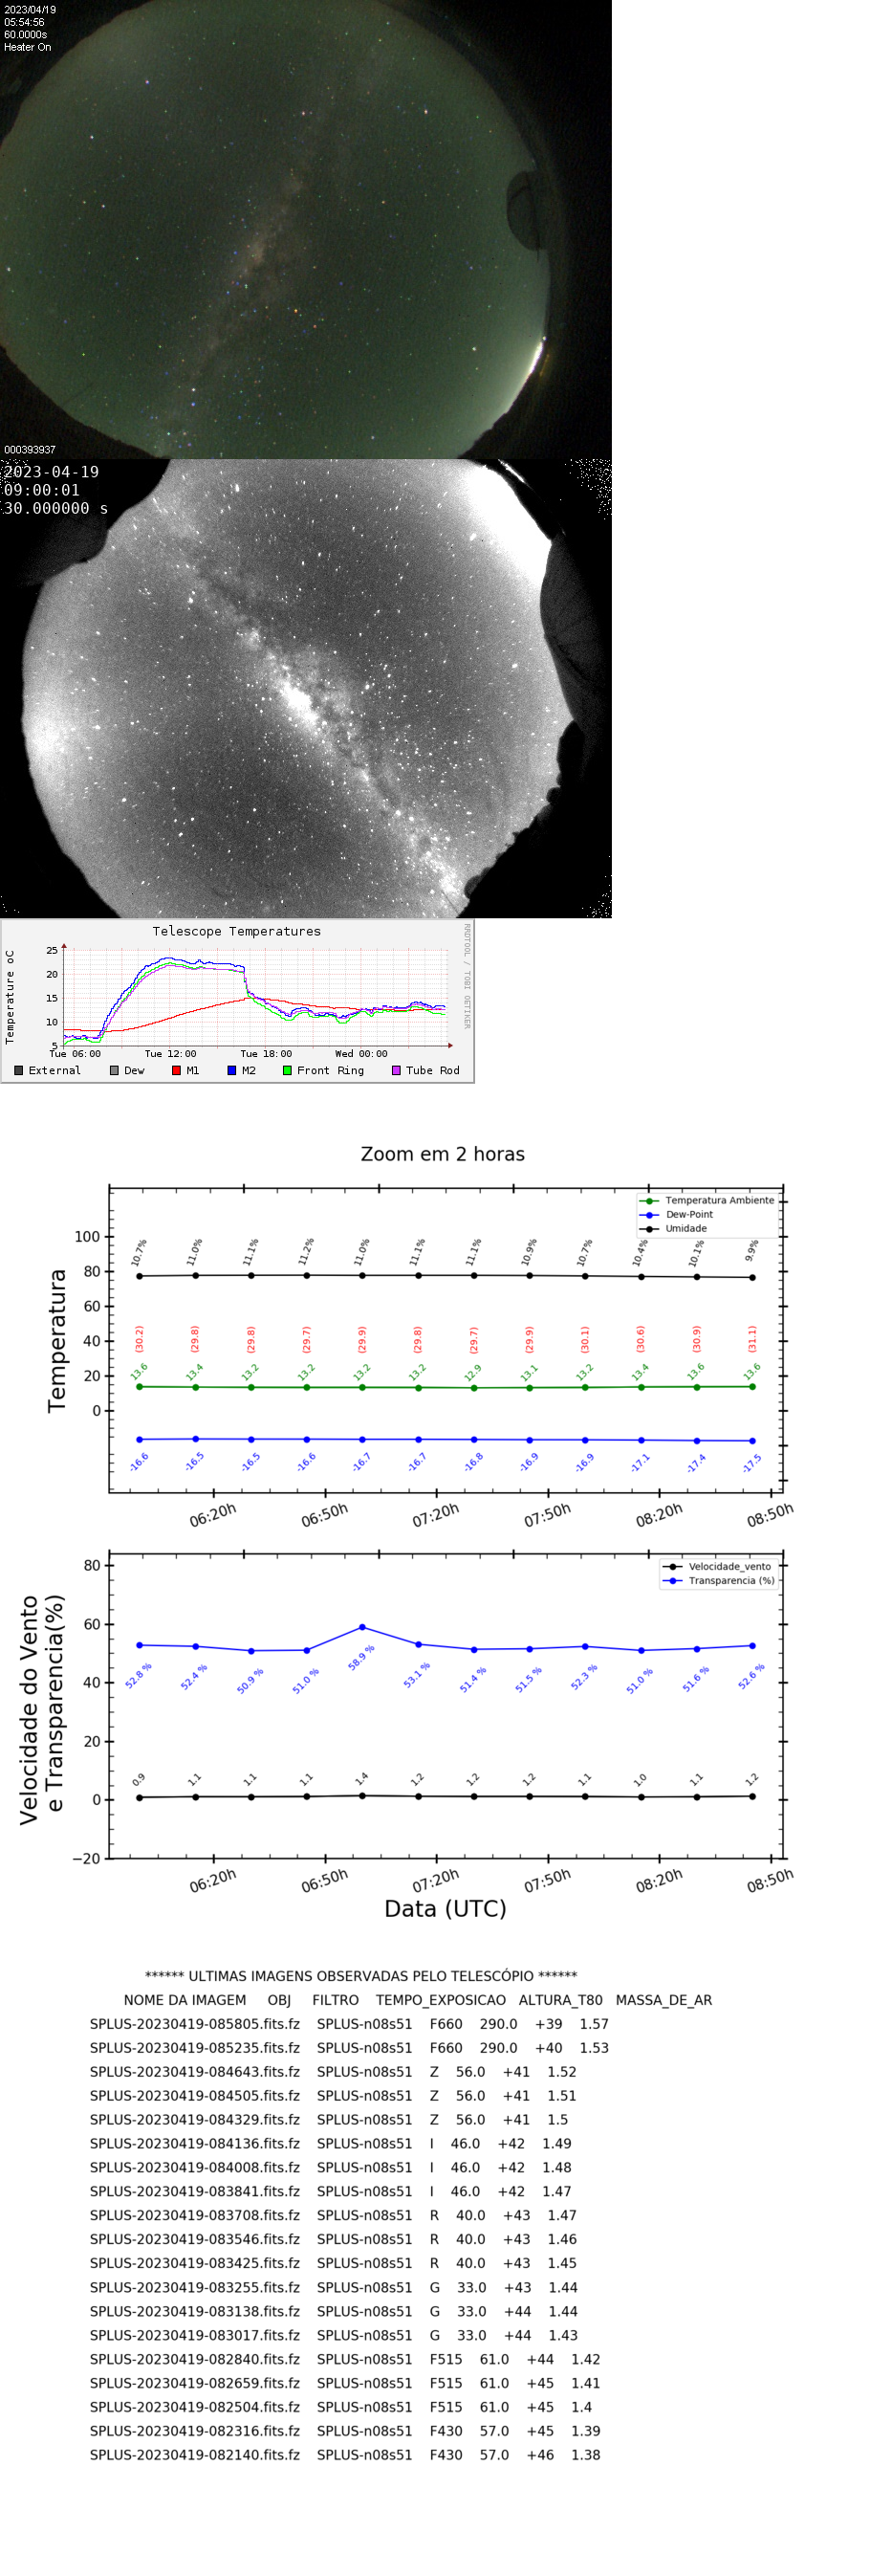 2023/04/19
05:54:56
60.0000s
Heater On
000393937
2023-04-19
09:00:01
30.000000 s
Telescope Temperatures
RRDTOOL / TOBI OETIKER
Temperature oC
25
20
15
10
5
Tue 06:00 Tue 12:00 Tue 18:00 Wed 00:00
External Dew M1 M2 Front Ring Tube Rod
Zoom em 2 horas
Temperatura Ambiente
Dew-Point
Umidade
Temperatura
100
80
60
40
20
0
10.7% 11.0% 11.1% 11.2% 11.0% 11.1% 11.1% 10.9% 10.7% 10.4% 10.1% 9.9%
(30.2) (29.8) (29.8) (29.7) (29.9) (29.8) (29.7) (29.9) (30.1) (30.6) (30.9) (31.1)
13.6 13.4 13.2 13.2 13.2 13.2 12.9 13.1 13.2 13.4 13.6 13.6
-16.6 -16.5 -16.5 -16.6 -16.7 -16.7 -16.8 -16.9 -16.9 -17.1 -17.4 -17.5
06:20h 06:50h 07:20h 07:50h 08:20h 08:50h
Velocidade_vento
Transparencia (%)
Velocidade do Vento
e Transparencia(%)
80
60
40
20
0
−20
52.8 % 52.4 % 50.9 % 51.0 % 58.9 % 53.1 % 51.4 % 51.5 % 52.3 % 51.0 % 51.6 % 52.6 %
0.9 1.1 1.1 1.1 1.4 1.2 1.2 1.2 1.1 1.0 1.1 1.2
06:20h 06:50h 07:20h 07:50h 08:20h 08:50h
Data (UTC)
****** ULTIMAS IMAGENS OBSERVADAS PELO TELESCÓPIO ******
NOME DA IMAGEM OBJ FILTRO TEMPO_EXPOSICAO ALTURA_T80 MASSA_DE_AR
SPLUS-20230419-085805.fits.fz SPLUS-n08s51 F660 290.0 +39 1.57
SPLUS-20230419-085235.fits.fz SPLUS-n08s51 F660 290.0 +40 1.53
SPLUS-20230419-084643.fits.fz SPLUS-n08s51 Z 56.0 +41 1.52
SPLUS-20230419-084505.fits.fz SPLUS-n08s51 Z 56.0 +41 1.51
SPLUS-20230419-084329.fits.fz SPLUS-n08s51 Z 56.0 +41 1.5
SPLUS-20230419-084136.fits.fz SPLUS-n08s51 I 46.0 +42 1.49
SPLUS-20230419-084008.fits.fz SPLUS-n08s51 I 46.0 +42 1.48
SPLUS-20230419-083841.fits.fz SPLUS-n08s51 I 46.0 +42 1.47
SPLUS-20230419-083708.fits.fz SPLUS-n08s51 R 40.0 +43 1.47
SPLUS-20230419-083546.fits.fz SPLUS-n08s51 R 40.0 +43 1.46
SPLUS-20230419-083425.fits.fz SPLUS-n08s51 R 40.0 +43 1.45
SPLUS-20230419-083255.fits.fz SPLUS-n08s51 G 33.0 +43 1.44
SPLUS-20230419-083138.fits.fz SPLUS-n08s51 G 33.0 +44 1.44
SPLUS-20230419-083017.fits.fz SPLUS-n08s51 G 33.0 +44 1.43
SPLUS-20230419-082840.fits.fz SPLUS-n08s51 F515 61.0 +44 1.42
SPLUS-20230419-082659.fits.fz SPLUS-n08s51 F515 61.0 +45 1.41
SPLUS-20230419-082504.fits.fz SPLUS-n08s51 F515 61.0 +45 1.4
SPLUS-20230419-082316.fits.fz SPLUS-n08s51 F430 57.0 +45 1.39
SPLUS-20230419-082140.fits.fz SPLUS-n08s51 F430 57.0 +46 1.38